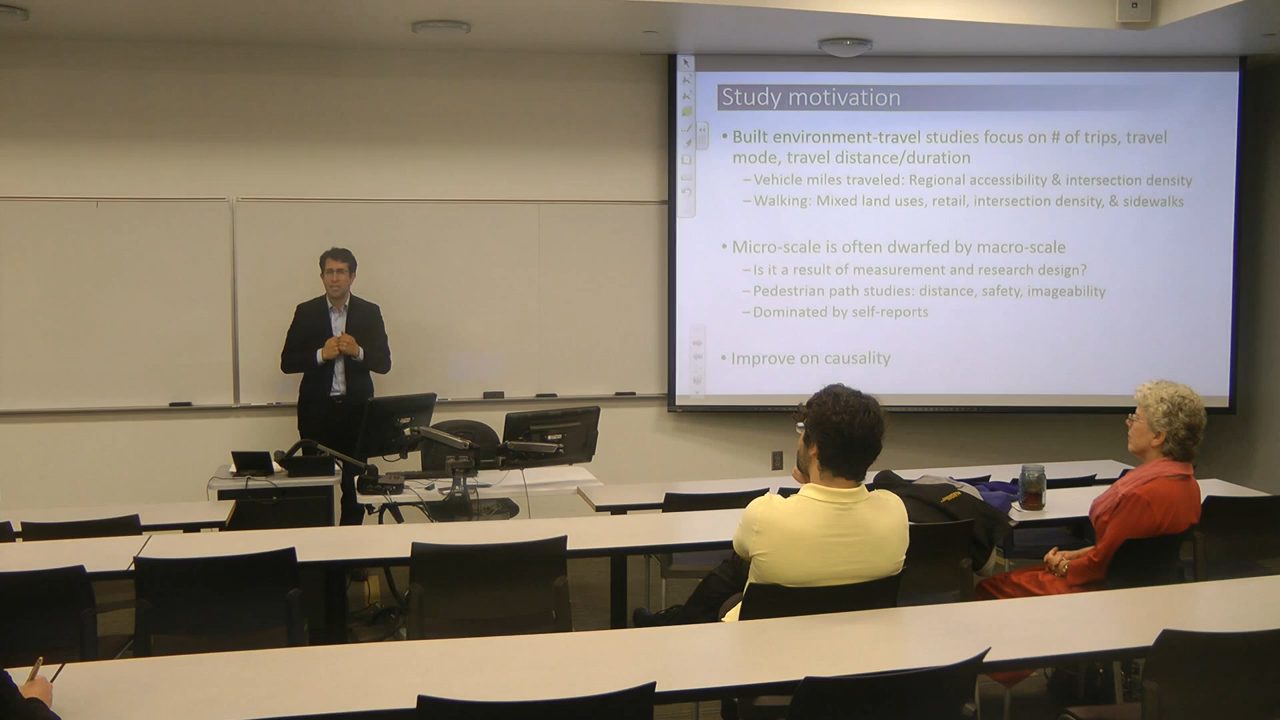 Study motivation
• Built environment-travel studies focus on # of trips, travel
mode, travel distance/duration
– Vehicle miles traveled: Regional accessibility & intersection density
– Walking: Mixed land uses, retail, intersection density, & sidewalks
• Micro-scale is often dwarfed by macro-scale
– Is it a result of measurement and research design?
– Pedestrian path studies: distance, safety, imageability
– Dominated by self-reports
• Improve on causality